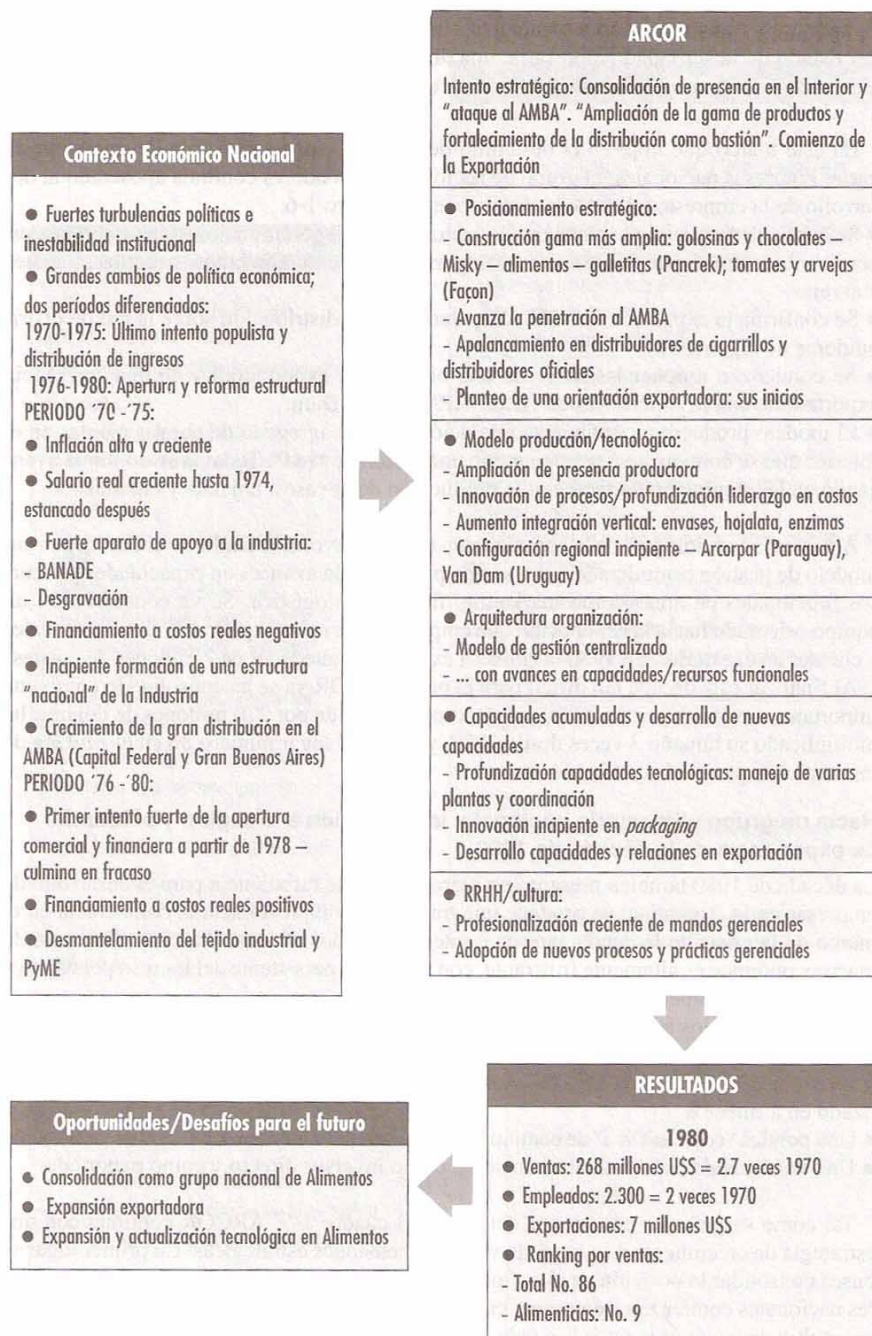 Contexto Económico Nacional
● Fuertes turbulencias políticas e
inestabilidad institucional
● Grandes cambios de política económica;
dos períodos diferenciados:
1970-1975: Último intento populista y
distribución de ingresos
1976-1980: Apertura y reforma estructural
PERIODO '70 -'75:
● Inflación alta y creciente
● Salario real creciente hasta 1974,
estancado después
● Fuerte aparato de apoyo a la industria:
- BANADE
- Desgravación
● Financiamiento a costos reales negativos
● Incipiente formación de una estructura
"nacional" de la Industria
● Crecimiento de la gran distribución en el
AMBA (Capital Federal y Gran Buenos Aires)
PERIODO '76 -'80:
● Primer intento fuerte de la apertura
comercial y financiera a partir de 1978 –
culmina en fracaso
● Financiamiento a costos reales positivos
● Desmantelamiento del tejido industrial y
PyME
ARCOR
Intento estratégico: Consolidación de presencia en el Interior y
"ataque al AMBA". "Ampliación de la gama de productos y
fortalecimiento de la distribución como bastión". Comienzo de
la Exportación
● Posicionamiento estratégico:
- Construcción gama más amplia: golosinas y chocolates –
Misky – alimentos – galletitas (Pancrek); tomates y arvejas
(Façon)
- Avanza la penetración al AMBA
- Apalancamiento en distribuidores de cigarrillos y
distribuidores oficiales
- Planteo de una orientación exportadora: sus inicios
● Modelo producción/tecnológico:
- Ampliación de presencia productora
- Innovación de procesos/profundización liderazgo en costos
- Aumento integración vertical: envases, hojalata, enzimas
- Configuración regional incipiente – Arcorpar (Paraguay),
Van Dam (Uruguay)
● Arquitectura organización:
- Modelo de gestión centralizado
- ... con avances en capacidades/recursos funcionales
● Capacidades acumuladas y desarrollo de nuevas
capacidades
- Profundización capacidades tecnológicas: manejo de varias
plantas y coordinación
- Innovación incipiente en packaging
- Desarrollo capacidades y relaciones en exportación
● RRHH/cultura:
- Profesionalización creciente de mandos gerenciales
- Adopción de nuevos procesos y prácticas gerenciales
RESULTADOS
1980
● Ventas: 268 millones U$S = 2.7 veces 1970
● Empleados: 2.300 = 2 veces 1970
● Exportaciones: 7 millones U$S
● Ranking por ventas:
- Total No. 86
- Alimenticias: No. 9
Oportunidades/Desafíos para el futuro
● Consolidación como grupo nacional de Alimentos
● Expansión exportadora
● Expansión y actualización tecnológica en Alimentos